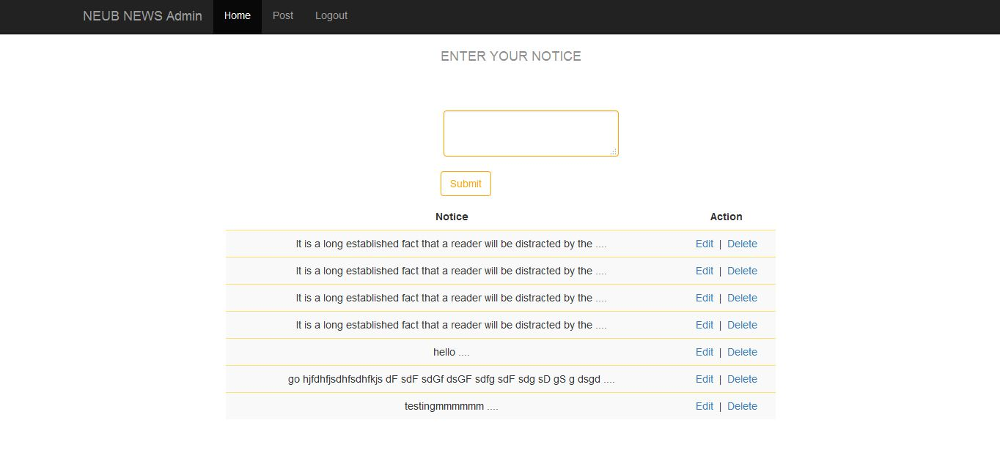 NEUB NEWS Admin Home Post Logout
ENTER YOUR NOTICE
Submit
Notice Action
It is a long established fact that a reader will be distracted by the .... Edit | Delete
It is a long established fact that a reader will be distracted by the .... Edit | Delete
It is a long established fact that a reader will be distracted by the .... Edit | Delete
It is a long established fact that a reader will be distracted by the .... Edit | Delete
hello .... Edit | Delete
go hjfdhfjsdhfsdhfkjs dF sdF sdGf dsGF sdfg sdF sdg sD gS g dsgd .... Edit | Delete
testingmmmmmm .... Edit | Delete